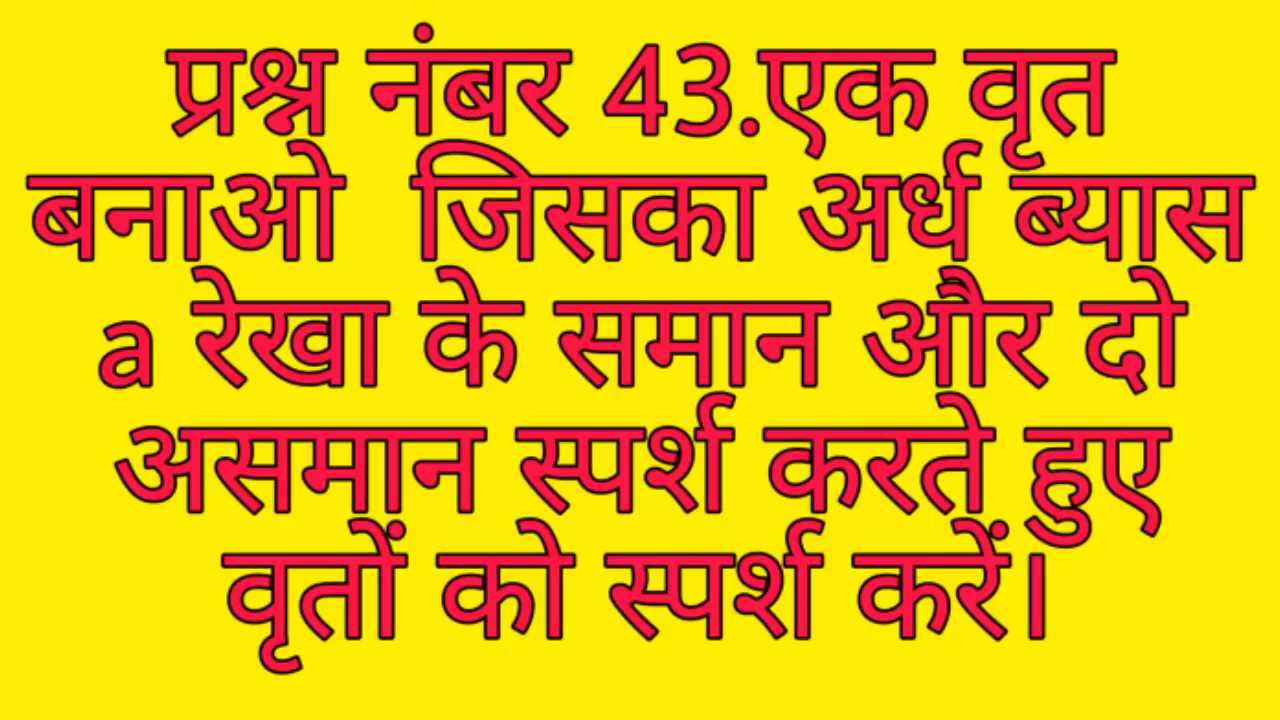 प्रश्न नंबर 43.एक वृत
बनाओ जिसका अर्ध ब्यास
a रेखा के समान और दो
असमान स्पर्श करते हुए
वृतों को स्पर्श करें।